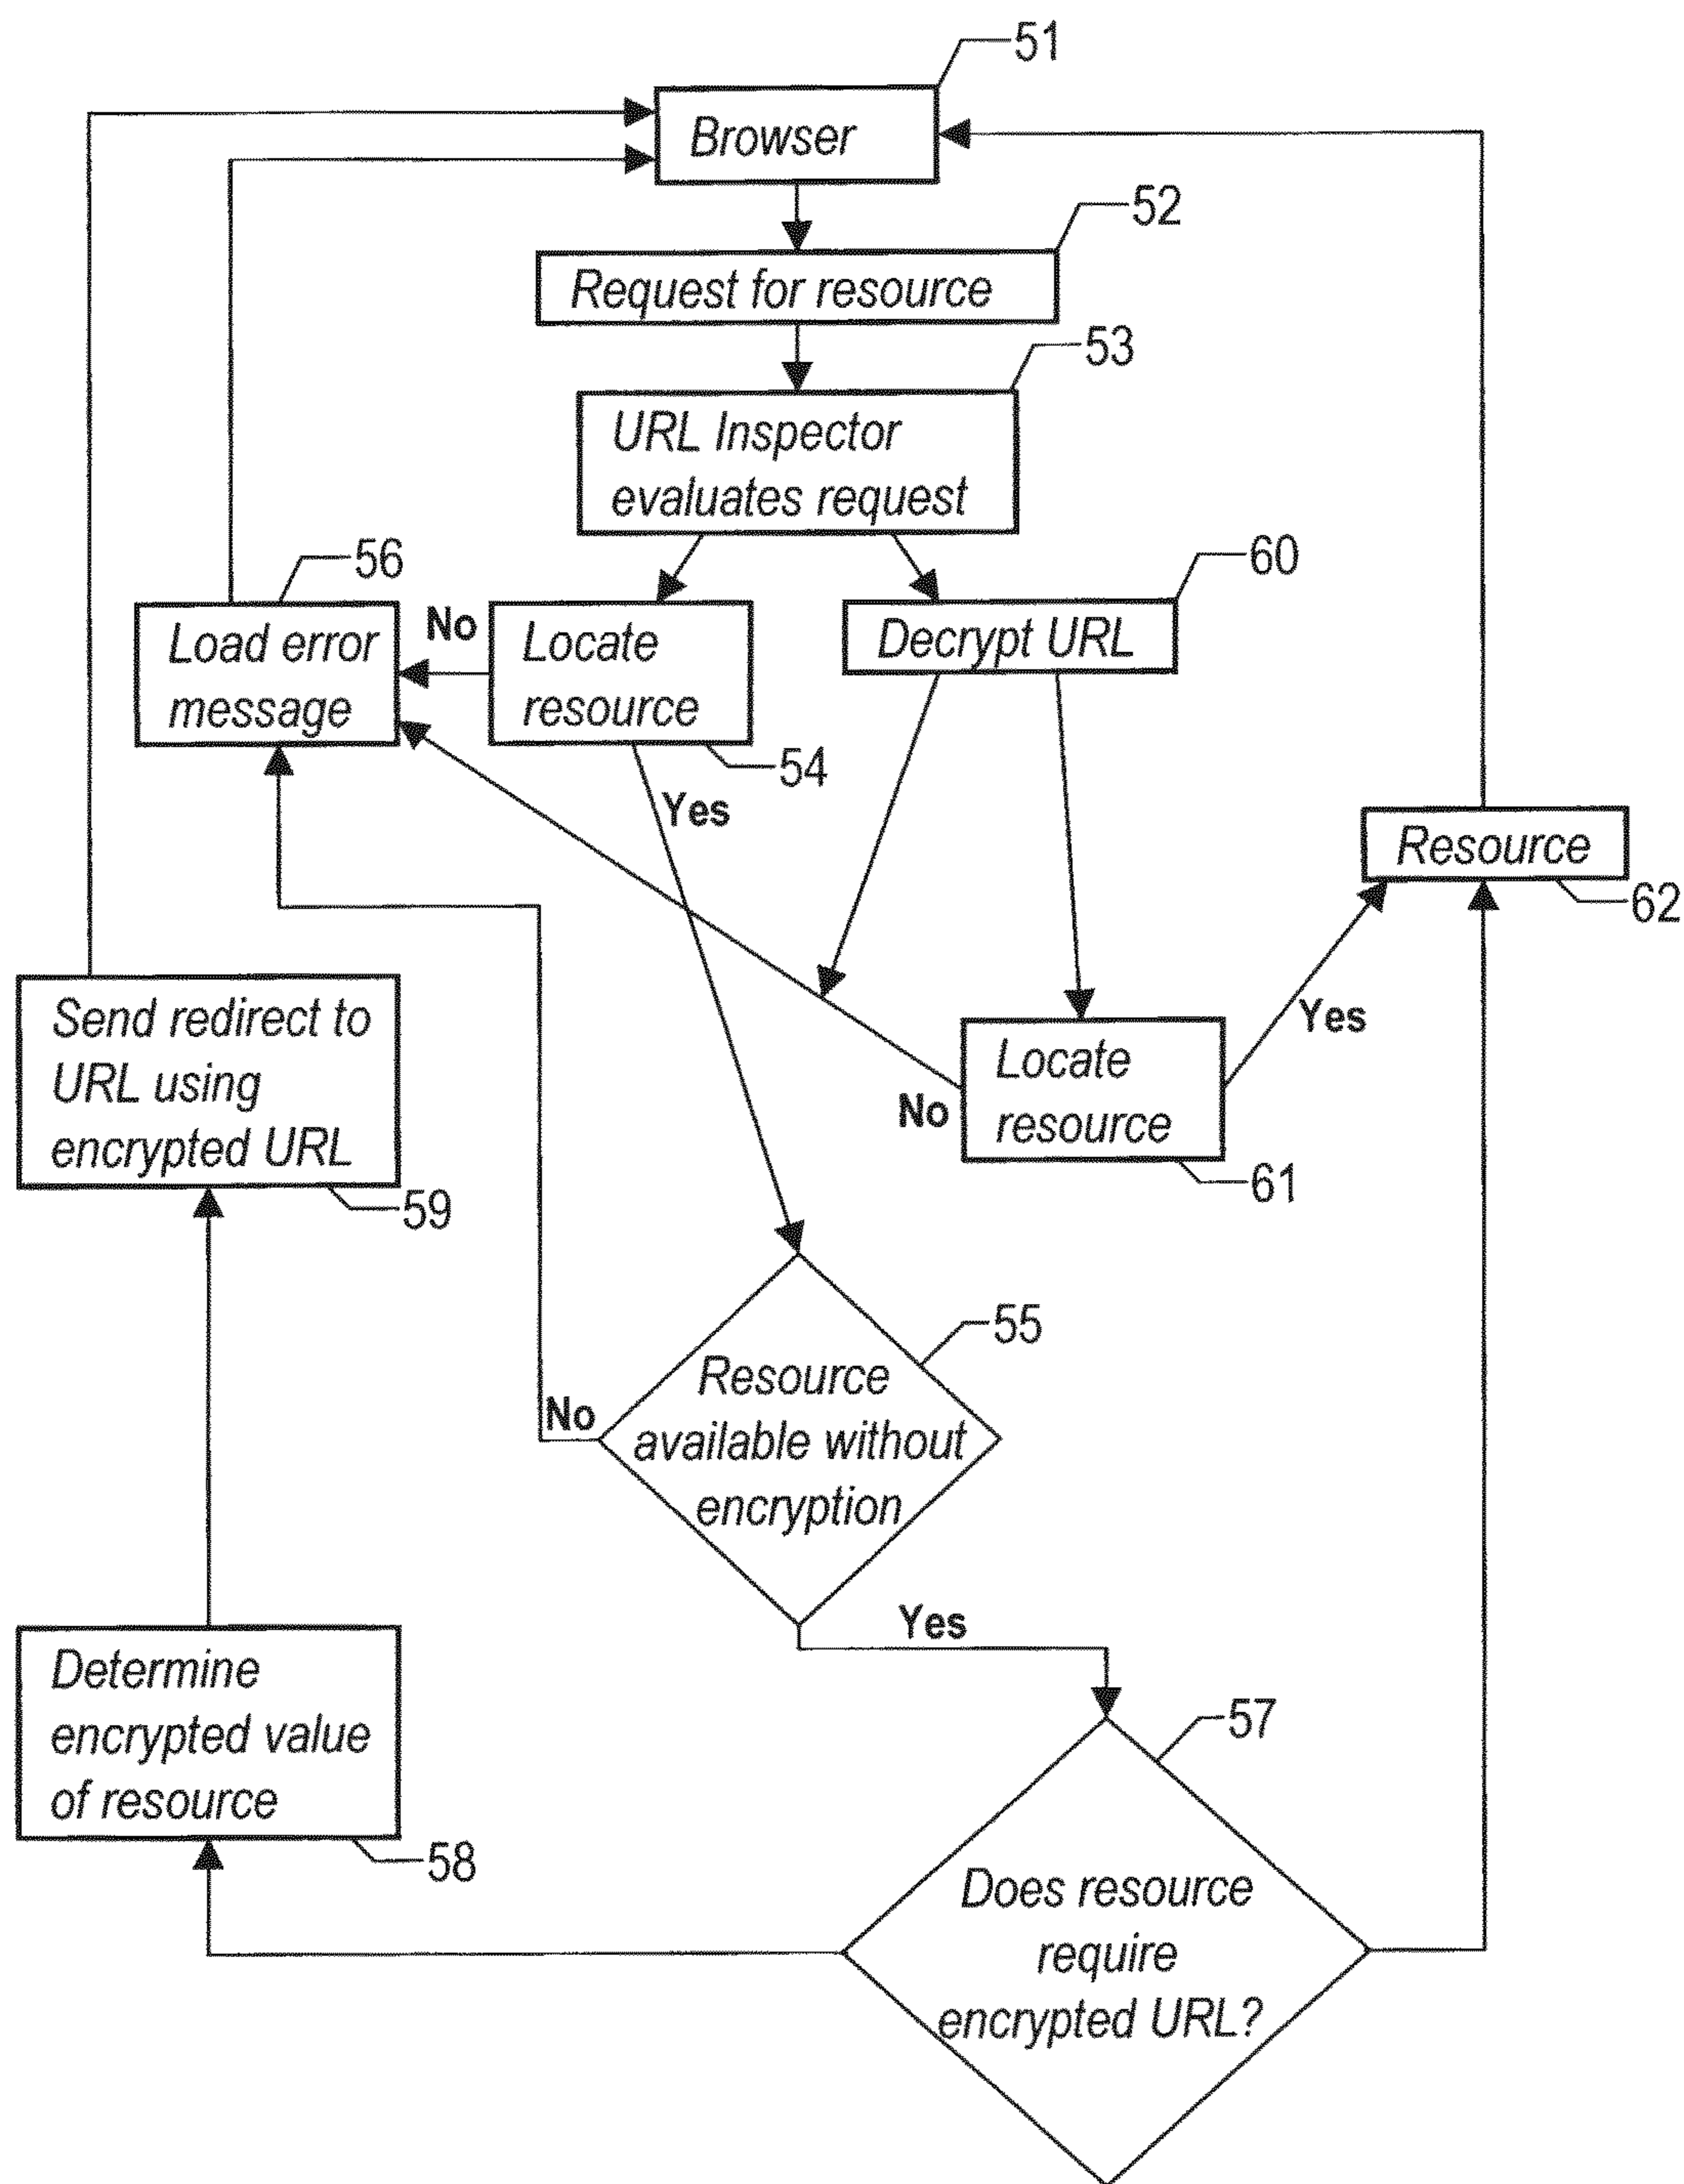 51
Browser
52
Request for resource
53
URL Inspector
evaluates request
56
60
Load error
message
No
Locate
resource
Decrypt URL
54
Yes
Resource
62
Send redirect to
URL using
encrypted URL
59
Yes
Locate
resource
No
61
55
Resource
available without
encryption
No
Yes
Determine
encrypted value
of resource
58
57
Does resource
require
encrypted URL?